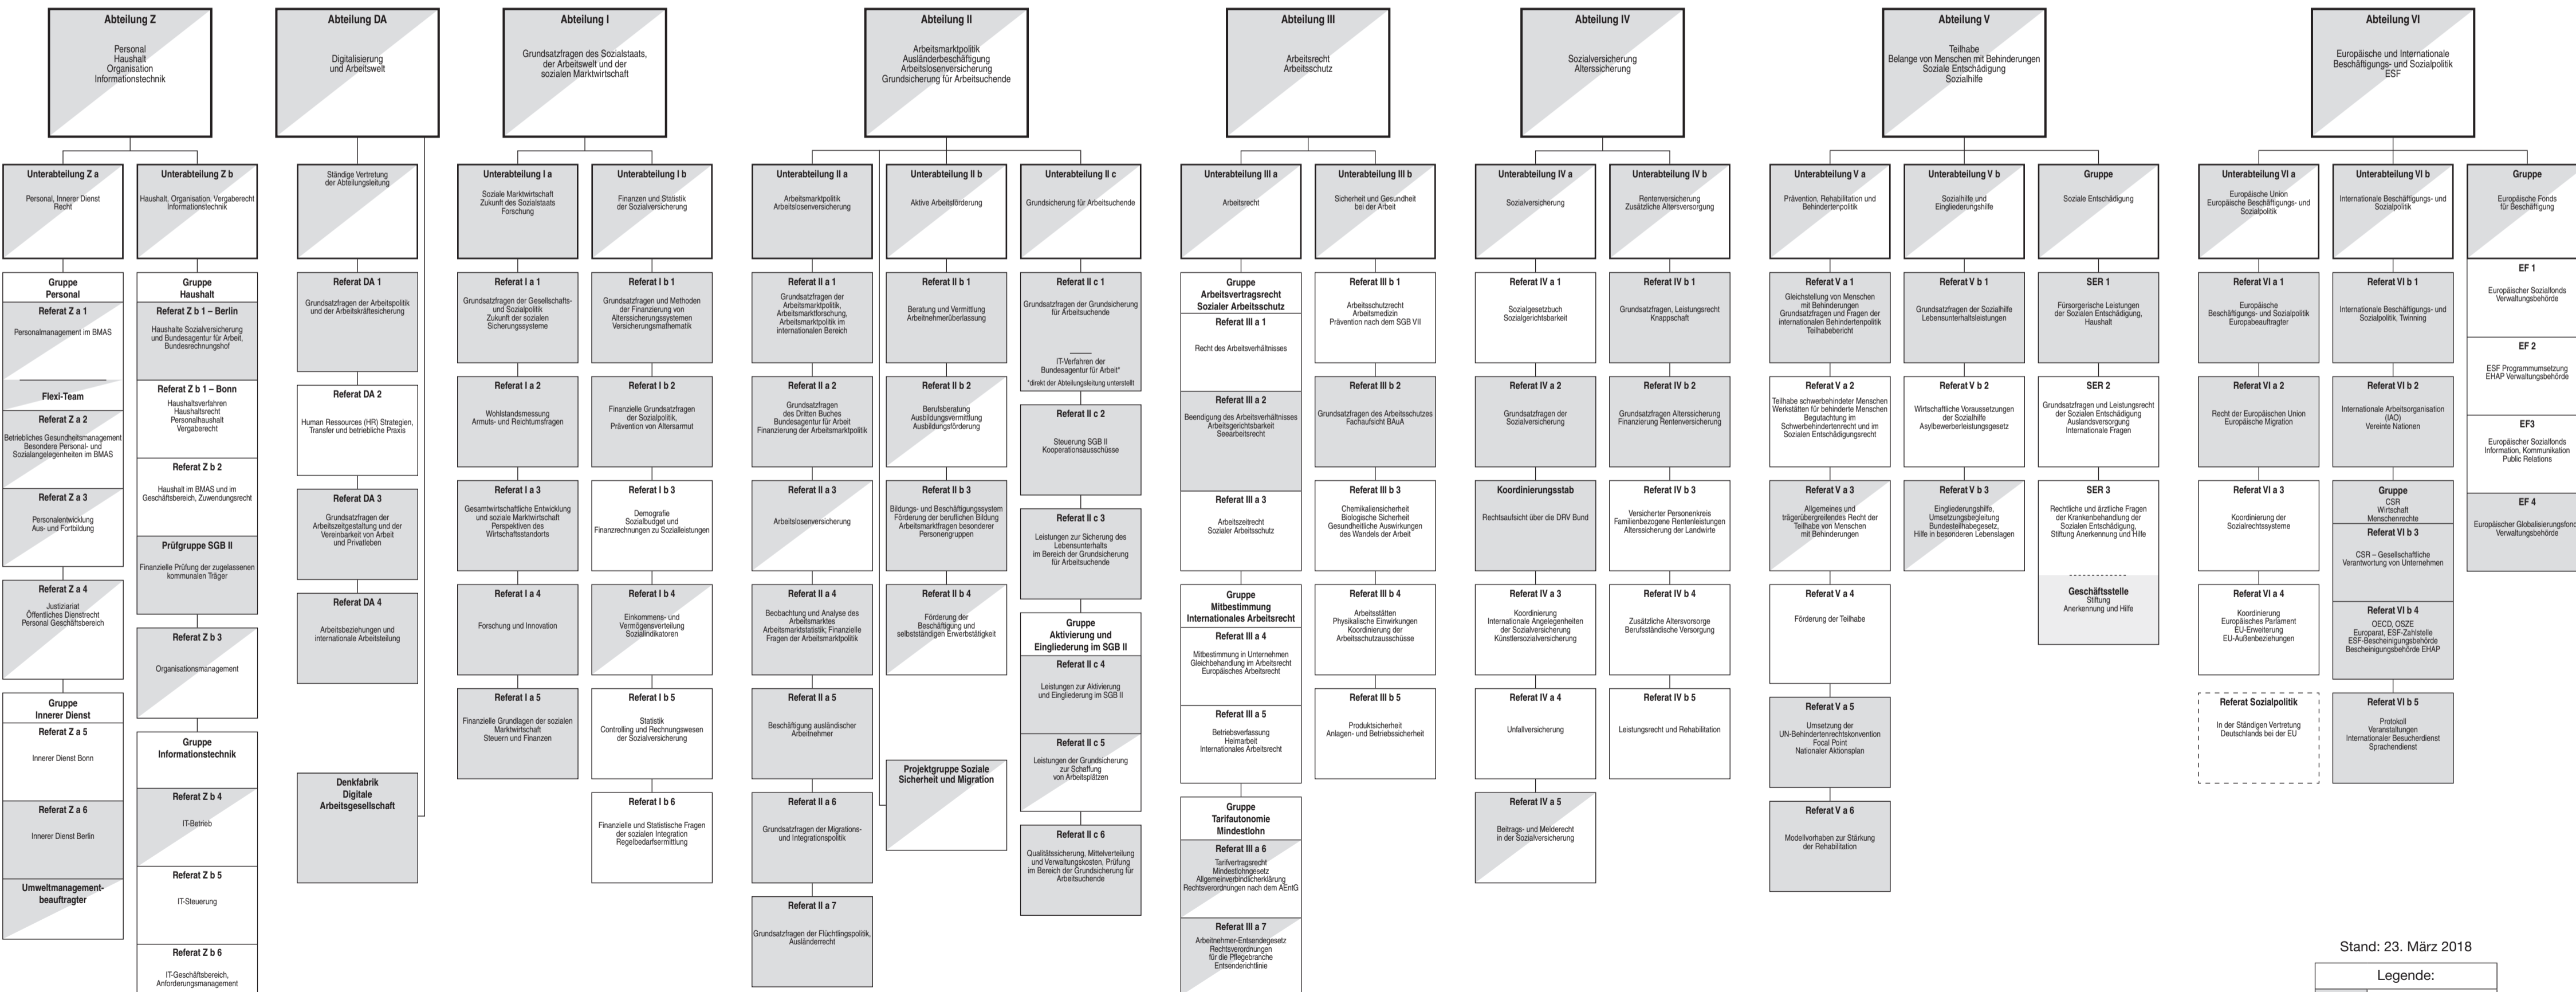 Abteilung Z
Personal
Haushalt
Organisation
Informationstechnik
Unterabteilung Z a
Personal, Innerer Dienst
Recht
Gruppe
Personal
Referat Z a 1
Personalmanagement im BMAS
Flexi-Team
Referat Z a 2
Betriebliches Gesundheitsmanagement
Besondere Personal- und
Sozialangelegenheiten im BMAS
Referat Z a 3
Personalentwicklung
Aus- und Fortbildung
Referat Z a 4
Justiziariat
Öffentliches Dienstrecht
Personal Geschäftsbereich
Gruppe
Innerer Dienst
Referat Z a 5
Innerer Dienst Bonn
Referat Z a 6
Innerer Dienst Berlin
Umweltmanagement-
beauftragter
Unterabteilung Z b
Haushalt, Organisation, Vergaberecht
Informationstechnik
Gruppe
Haushalt
Referat Z b 1 – Berlin
Haushalte Sozialversicherung
und Bundesagentur für Arbeit,
Bundesrechnungshof
Referat Z b 1 – Bonn
Haushaltsverfahren
Haushaltsrecht
Personalhaushalt
Vergaberecht
Referat Z b 2
Haushalt im BMAS und im
Geschäftsbereich, Zuwendungsrecht
Prüfgruppe SGB II
Finanzielle Prüfung der zugelassenen
kommunalen Träger
Referat Z b 3
Organisationsmanagement
Gruppe
Informationstechnik
Referat Z b 4
IT-Betrieb
Referat Z b 5
IT-Steuerung
Referat Z b 6
IT-Geschäftsbereich,
Anforderungsmanagement
Abteilung DA
Digitalisierung
und Arbeitswelt
Ständige Vertretung
der Abteilungsleitung
Referat DA 1
Grundsatzfragen der Arbeitspolitik
und der Arbeitskräftesicherung
Referat DA 2
Human Ressources (HR) Strategien,
Transfer und betriebliche Praxis
Referat DA 3
Grundsatzfragen der
Arbeitszeitgestaltung und der
Vereinbarkeit von Arbeit
und Privatleben
Referat DA 4
Arbeitsbeziehungen und
internationale Arbeitsteilung
Denkfabrik
Digitale
Arbeitsgesellschaft
Abteilung I
Grundsatzfragen des Sozialstaats,
der Arbeitswelt und der
sozialen Marktwirtschaft
Unterabteilung I a
Soziale Marktwirtschaft
Zukunft des Sozialstaats
Forschung
Referat I a 1
Grundsatzfragen der Gesellschafts-
und Sozialpolitik
Zukunft der sozialen
Sicherungssysteme
Referat I a 2
Wohlstandsmessung
Armuts- und Reichtumsfragen
Referat I a 3
Gesamtwirtschaftliche Entwicklung
und soziale Marktwirtschaft
Perspektiven des
Wirtschaftsstandorts
Referat I a 4
Forschung und Innovation
Referat I a 5
Finanzielle Grundlagen der sozialen
Marktwirtschaft
Steuern und Finanzen
Unterabteilung I b
Finanzen und Statistik
der Sozialversicherung
Referat I b 1
Grundsatzfragen und Methoden
der Finanzierung von
Alterssicherungssystemen
Versicherungsmathematik
Referat I b 2
Finanzielle Grundsatzfragen
der Sozialpolitik,
Prävention von Altersarmut
Referat I b 3
Demografie
Sozialbudget und
Finanzrechnungen zu Sozialleistungen
Referat I b 4
Einkommens- und
Vermögensverteilung
Sozialindikatoren
Referat I b 5
Statistik
Controlling und Rechnungswesen
der Sozialversicherung
Referat I b 6
Finanzielle und Statistische Fragen
der sozialen Integration
Regelbedarfsermittlung
Abteilung II
Arbeitsmarktpolitik
Ausländerbeschäftigung
Arbeitslosenversicherung
Grundsicherung für Arbeitsuchende
Unterabteilung II a
Arbeitsmarktpolitik
Arbeitslosenversicherung
Referat II a 1
Grundsatzfragen der
Arbeitsmarktpolitik,
Arbeitsmarktforschung,
Arbeitsmarktpolitik im
internationalen Bereich
Referat II a 2
Grundsatzfragen
des Dritten Buches
Bundesagentur für Arbeit
Finanzierung der Arbeitsmarktpolitik
Referat II a 3
Arbeitslosenversicherung
Referat II a 4
Beobachtung und Analyse des
Arbeitsmarktes
Arbeitsmarktstatistik; Finanzielle
Fragen der Arbeitsmarktpolitik
Referat II a 5
Beschäftigung ausländischer
Arbeitnehmer
Referat II a 6
Grundsatzfragen der Migrations-
und Integrationspolitik
Referat II a 7
Grundsatzfragen der Flüchtlingspolitik,
Ausländerrecht
Unterabteilung II b
Aktive Arbeitsförderung
Referat II b 1
Beratung und Vermittlung
Arbeitnehmerüberlassung
Referat II b 2
Berufsberatung
Ausbildungsvermittlung
Ausbildungsförderung
Referat II b 3
Bildungs- und Beschäftigungssystem
Förderung der beruflichen Bildung
Arbeitsmarktfragen besonderer
Personengruppen
Referat II b 4
Förderung der
Beschäftigung und
selbstständigen Erwerbstätigkeit
Projektgruppe Soziale
Sicherheit und Migration
Unterabteilung II c
Grundsicherung für Arbeitsuchende
Referat II c 1
Grundsatzfragen der Grundsicherung
für Arbeitsuchende
IT-Verfahren der
Bundesagentur für Arbeit*
*direkt der Abteilungsleitung unterstellt
Referat II c 2
Steuerung SGB II
Kooperationsausschüsse
Referat II c 3
Leistungen zur Sicherung des
Lebensunterhalts
im Bereich der Grundsicherung
für Arbeitsuchende
Gruppe
Aktivierung und
Eingliederung im SGB II
Referat II c 4
Leistungen zur Aktivierung
und Eingliederung im SGB II
Referat II c 5
Leistungen der Grundsicherung
zur Schaffung
von Arbeitsplätzen
Referat II c 6
Qualitätssicherung, Mittelverteilung
und Verwaltungskosten, Prüfung
im Bereich der Grundsicherung für
Arbeitsuchende
Abteilung III
Arbeitsrecht
Arbeitsschutz
Unterabteilung III a
Arbeitsrecht
Gruppe
Arbeitsvertragsrecht
Sozialer Arbeitsschutz
Referat III a 1
Recht des Arbeitsverhältnisses
Referat III a 2
Beendigung des Arbeitsverhältnisses
Arbeitsgerichtsbarkeit
Seearbeitsrecht
Referat III a 3
Arbeitszeitrecht
Sozialer Arbeitsschutz
Gruppe
Mitbestimmung
Internationales Arbeitsrecht
Referat III a 4
Mitbestimmung in Unternehmen
Gleichbehandlung im Arbeitsrecht
Europäisches Arbeitsrecht
Referat III a 5
Betriebsverfassung
Heimarbeit
Internationales Arbeitsrecht
Gruppe
Tarifautonomie
Mindestlohn
Referat III a 6
Tarifvertragsrecht
Mindestlohngesetz
Allgemeinverbindlicherklärung
Rechtsverordnungen nach dem AEntG
Referat III a 7
Arbeitnehmer-Entsendegesetz
Rechtsverordnungen
für die Pflegebranche
Entsenderichtlinie
Unterabteilung III b
Sicherheit und Gesundheit
bei der Arbeit
Referat III b 1
Arbeitsschutzrecht
Arbeitsmedizin
Prävention nach dem SGB VII
Referat III b 2
Grundsatzfragen des Arbeitsschutzes
Fachaufsicht BAuA
Referat III b 3
Chemikaliensicherheit
Biologische Sicherheit
Gesundheitliche Auswirkungen
des Wandels der Arbeit
Referat III b 4
Arbeitsstätten
Physikalische Einwirkungen
Koordinierung der
Arbeitsschutzausschüsse
Referat III b 5
Produktsicherheit
Anlagen- und Betriebssicherheit
Abteilung IV
Sozialversicherung
Alterssicherung
Unterabteilung IV a
Sozialversicherung
Referat IV a 1
Sozialgesetzbuch
Sozialgerichtsbarkeit
Referat IV a 2
Grundsatzfragen der
Sozialversicherung
Koordinierungsstab
Rechtsaufsicht über die DRV Bund
Referat IV a 3
Koordinierung
Internationale Angelegenheiten
der Sozialversicherung
Künstlersozialversicherung
Referat IV a 4
Unfallversicherung
Referat IV a 5
Beitrags- und Melderecht
in der Sozialversicherung
Unterabteilung IV b
Rentenversicherung
Zusätzliche Altersversorgung
Referat IV b 1
Grundsatzfragen, Leistungsrecht
Knappschaft
Referat IV b 2
Grundsatzfragen Alterssicherung
Finanzierung Rentenversicherung
Referat IV b 3
Versicherter Personenkreis
Familienbezogene Rentenleistungen
Alterssicherung der Landwirte
Referat IV b 4
Zusätzliche Altersvorsorge
Berufsständische Versorgung
Referat IV b 5
Leistungsrecht und Rehabilitation
Abteilung V
Teilhabe
Belange von Menschen mit Behinderungen
Soziale Entschädigung
Sozialhilfe
Unterabteilung V a
Prävention, Rehabilitation und
Behindertenpolitik
Referat V a 1
Gleichstellung von Menschen
mit Behinderungen
Grundsatzfragen und Fragen der
internationalen Behindertenpolitik
Teilhabebericht
Referat V a 2
Teilhabe schwerbehindeter Menschen
Werkstätten für behinderte Menschen
Begutachtung im
Schwerbehindertenrecht und im
Sozialen Entschädigungsrecht
Referat V a 3
Allgemeines und
trägerübergreifendes Recht der
Teilhabe von Menschen
mit Behinderungen
Referat V a 4
Förderung der Teilhabe
Referat V a 5
Umsetzung der
UN-Behindertenrechtskonvention
Focal Point
Nationaler Aktionsplan
Referat V a 6
Modellvorhaben zur Stärkung
der Rehabilitation
Unterabteilung V b
Sozialhilfe und
Eingliederungshilfe
Referat V b 1
Grundsatzfragen der Sozialhilfe
Lebensunterhaltsleistungen
Referat V b 2
Wirtschaftliche Voraussetzungen
der Sozialhilfe
Asylbewerberleistungsgesetz
Referat V b 3
Eingliederungshilfe,
Umsetzungsbegleitung
Bundesteilhabegesetz,
Hilfe in besonderen Lebenslagen
Gruppe
Soziale Entschädigung
SER 1
Fürsorgerische Leistungen
der Sozialen Entschädigung,
Haushalt
SER 2
Grundsatzfragen und Leistungsrecht
der Sozialen Entschädigung
Auslandsversorgung
Internationale Fragen
SER 3
Rechtliche und ärztliche Fragen
der Krankenbehandlung der
Sozialen Entschädigung,
Stiftung Anerkennung und Hilfe
Geschäftsstelle
Stiftung
Anerkennung und Hilfe
Abteilung VI
Europäische und Internationale
Beschäftigungs- und Sozialpolitik
ESF
Unterabteilung VI a
Europäische Union
Europäische Beschäftigungs- und
Sozialpolitik
Referat VI a 1
Europäische
Beschäftigungs- und Sozialpolitik
Europabeauftragter
Referat VI a 2
Recht der Europäischen Union
Europäische Migration
Referat VI a 3
Koordinierung der
Sozialrechtssysteme
Referat VI a 4
Koordinierung
Europäisches Parlament
EU-Erweiterung
EU-Außenbeziehungen
Referat Sozialpolitik
In der Ständigen Vertretung
Deutschlands bei der EU
Unterabteilung VI b
Internationale Beschäftigungs- und
Sozialpolitik
Referat VI b 1
Internationale Beschäftigungs- und
Sozialpolitik, Twinning
Referat VI b 2
Internationale Arbeitsorganisation
(IAO)
Vereinte Nationen
Gruppe
CSR
Wirtschaft
Menschenrechte
Referat VI b 3
CSR – Gesellschaftliche
Verantwortung von Unternehmen
Referat VI b 4
OECD, OSZE
Europarat, ESF-Zahlstelle
ESF-Bescheinigungsbehörde
Bescheinigungsbehörde EHAP
Referat VI b 5
Protokoll
Veranstaltungen
Internationaler Besucherdienst
Sprachendienst
Gruppe
Europäische Fonds
für Beschäftigung
EF 1
Europäischer Sozialfonds
Verwaltungsbehörde
EF 2
ESF Programmumsetzung
EHAP Verwaltungsbehörde
EF3
Europäischer Sozialfonds
Information, Kommunikation
Public Relations
EF 4
Europäischer Globalisierungsfond
Verwaltungsbehörde
Stand: 23. März 2018
Legende: